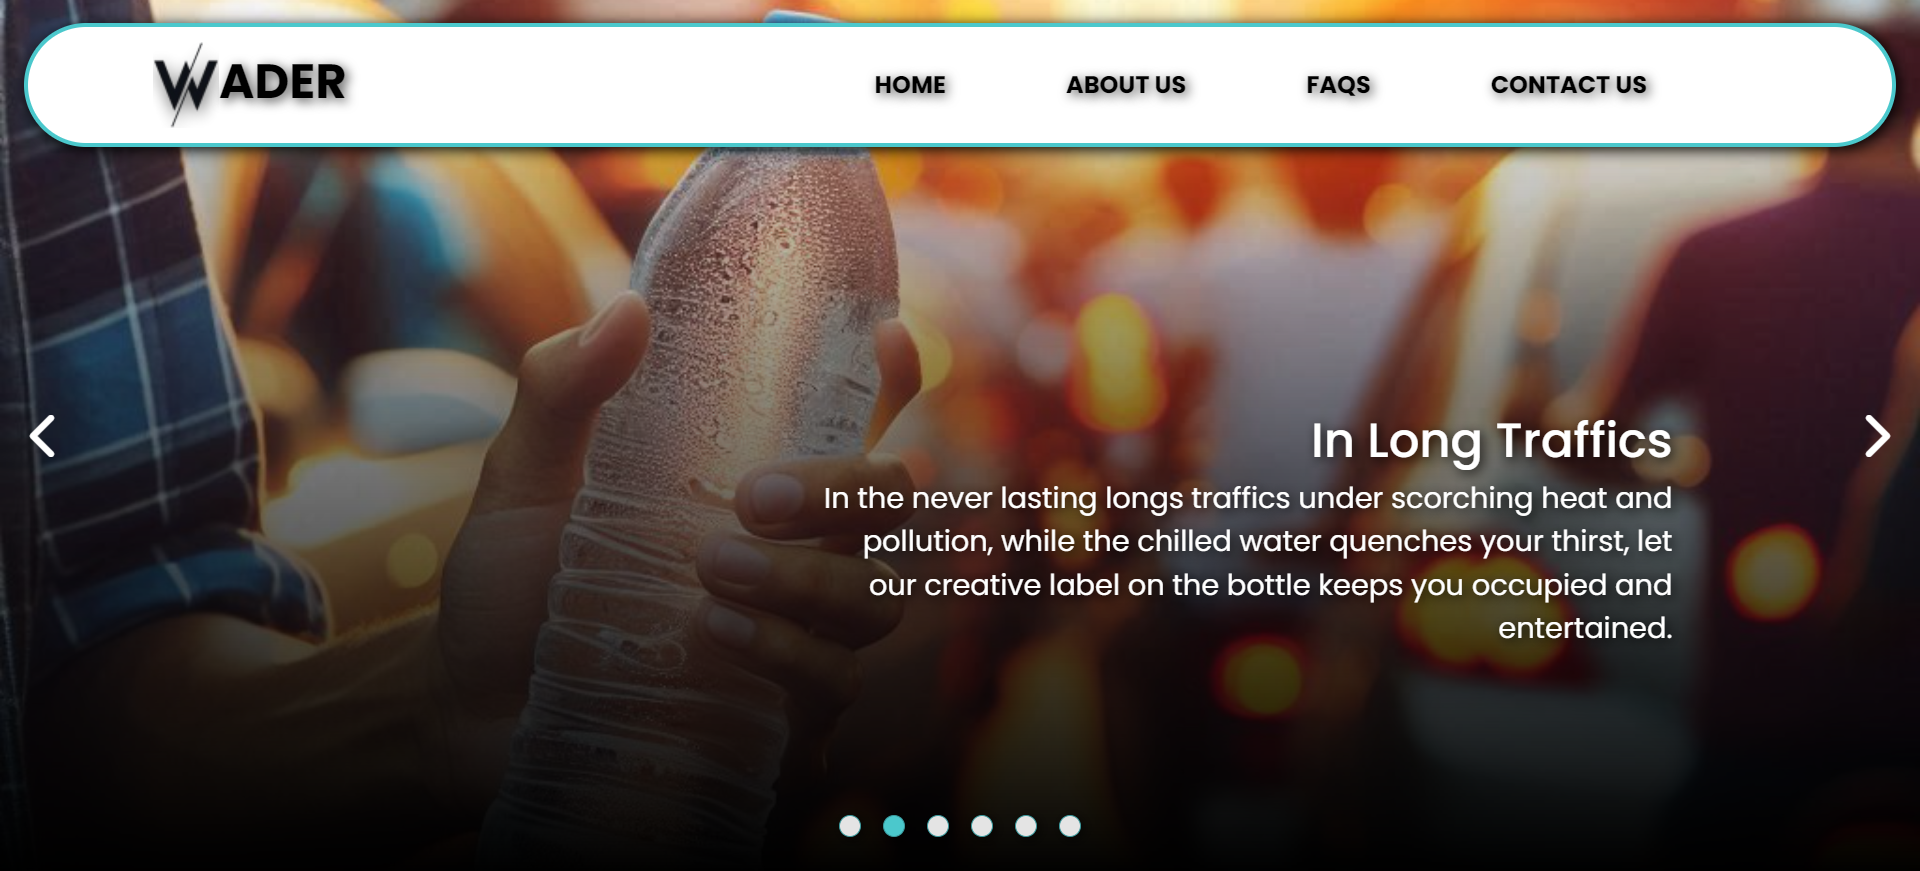 WADER
HOME ABOUT US FAQS CONTACT US
In Long Traffics
In the never lasting longs traffics under scorching heat and
pollution, while the chilled water quenches your thirst, let
our creative label on the bottle keeps you occupied and
entertained.